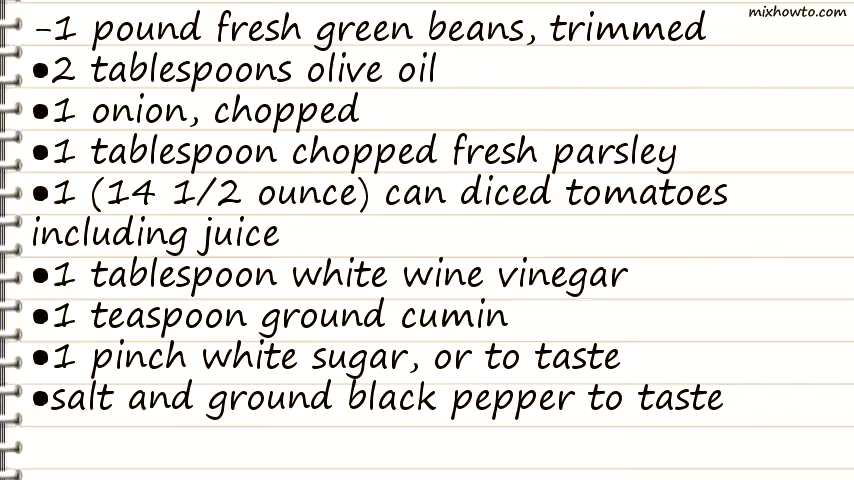 mixhowto.com
-1 pound fresh green beans, trimmed
●2 tablespoons olive oil
●1 onion, chopped
●1 tablespoon chopped fresh parsley
●1 (14 1/2 ounce) can diced tomatoes
including juice
●1 tablespoon white wine vinegar
●1 teaspoon ground cumin
●1 pinch white sugar, or to taste
●salt and ground black pepper to taste